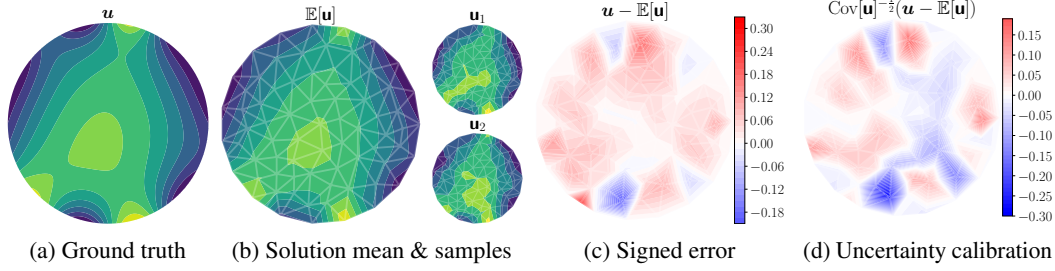 𝒖
𝔼[𝐮]
𝐮₁
𝐮₂
𝒖 − 𝔼[𝐮]
0.30
0.24
0.18
0.12
0.06
0.00
−0.06
−0.12
−0.18
Cov[𝐮]^{−1/2}(𝒖 − 𝔼[𝐮])
0.15
0.10
0.05
0.00
−0.05
−0.10
−0.15
−0.20
−0.25
−0.30
(a) Ground truth
(b) Solution mean & samples
(c) Signed error
(d) Uncertainty calibration